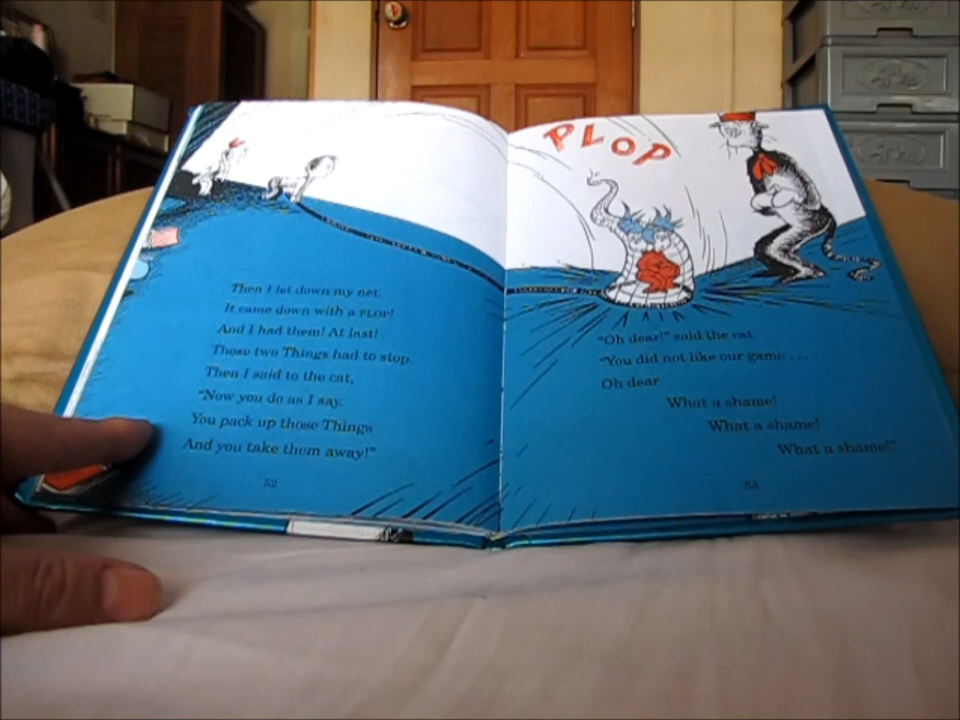 Then I let down my net.
It came down with a PLOP!
And I had them! At last!
Those two Things had to stop.
Then I said to the cat,
"Now you do as I say.
You pack up those Things
And you take them away!"
52
PLOP
"Oh dear!" said the cat.
"You did not like our game . . .
Oh dear.
What a shame!
What a shame!
What a shame!"
53